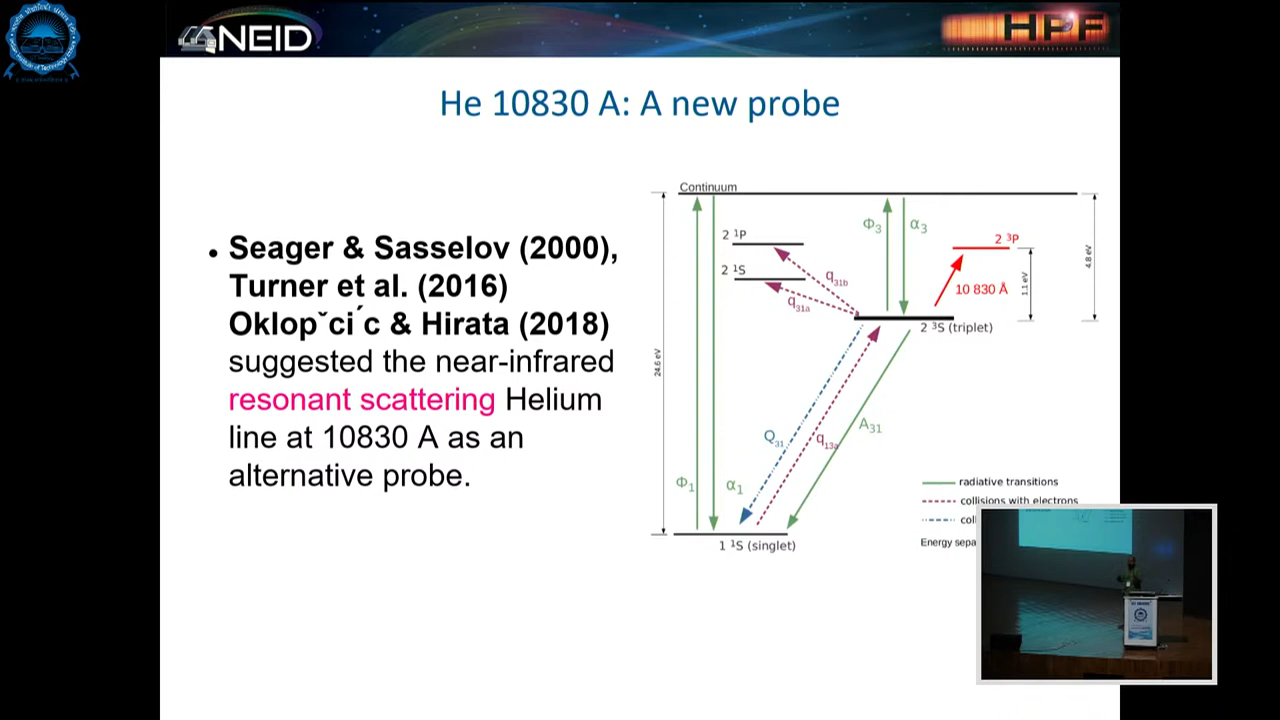 NEID
HPF
He 10830 A: A new probe
• Seager & Sasselov (2000),
Turner et al. (2016)
Oklopˇci´c & Hirata (2018)
suggested the near-infrared
resonant scattering Helium
line at 10830 A as an
alternative probe.
Continuum
2 ¹P
2 ¹S
Φ₃
α₃
2 ³P
10 830 Å
1.1 eV
4.8 eV
q31b
q31a
2 ³S (triplet)
24.6 eV
Q31
q13a
A31
Φ₁
α₁
1 ¹S (singlet)
radiative transitions
collisions with electrons
Energy